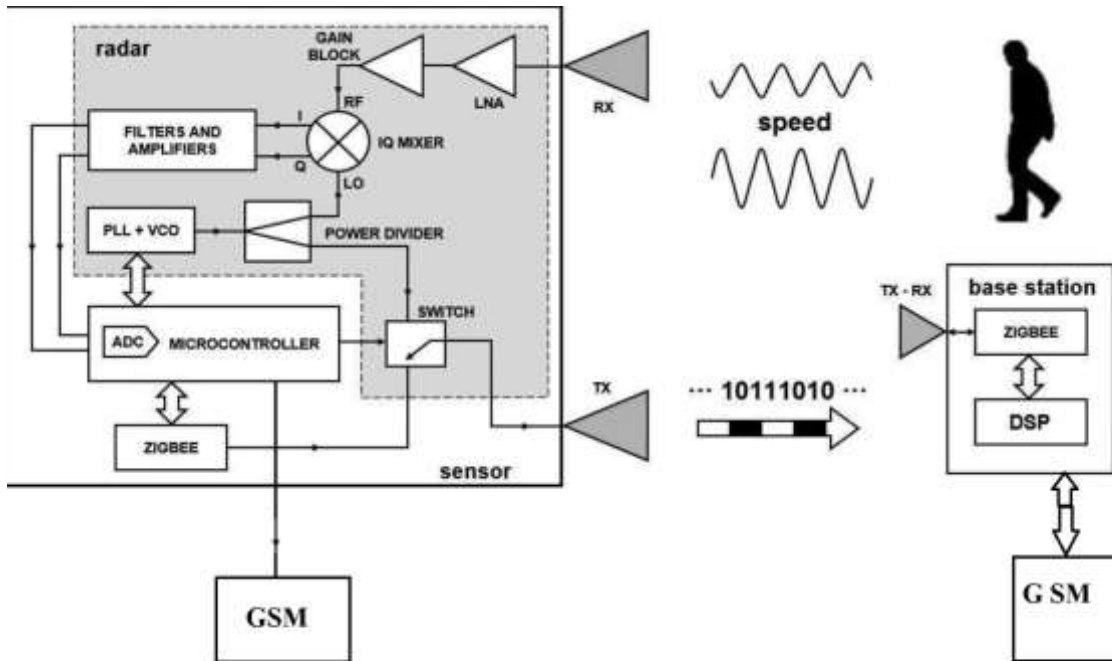 radar
GAIN
BLOCK
RF
LNA
RX
speed
FILTERS AND
AMPLIFIERS
I
Q
IQ MIXER
LO
PLL + VCO
POWER DIVIDER
SWITCH
ADC
MICROCONTROLLER
ZIGBEE
TX
sensor
··· 10111010 ···
TX - RX
base station
ZIGBEE
DSP
GSM
G SM